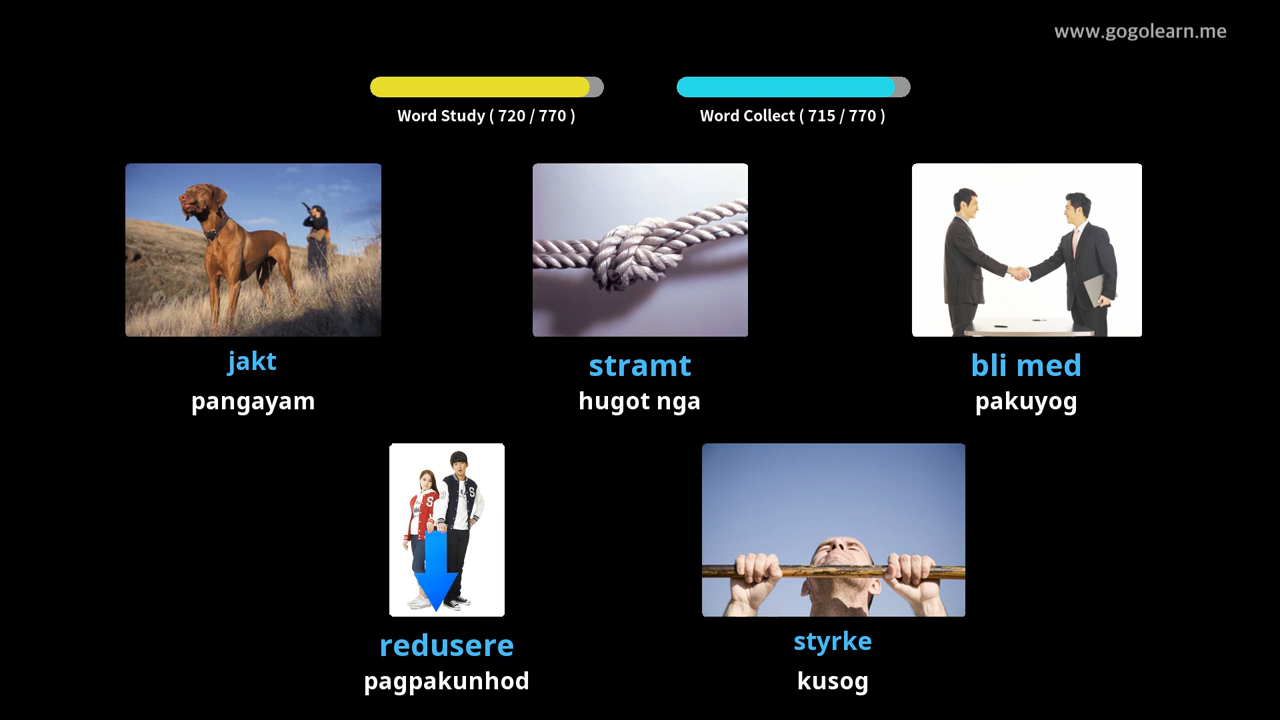 www.gogolearn.me
Word Study ( 720 / 770 )
Word Collect ( 715 / 770 )
jakt
pangayam
stramt
hugot nga
bli med
pakuyog
S
S
redusere
pagpakunhod
styrke
kusog